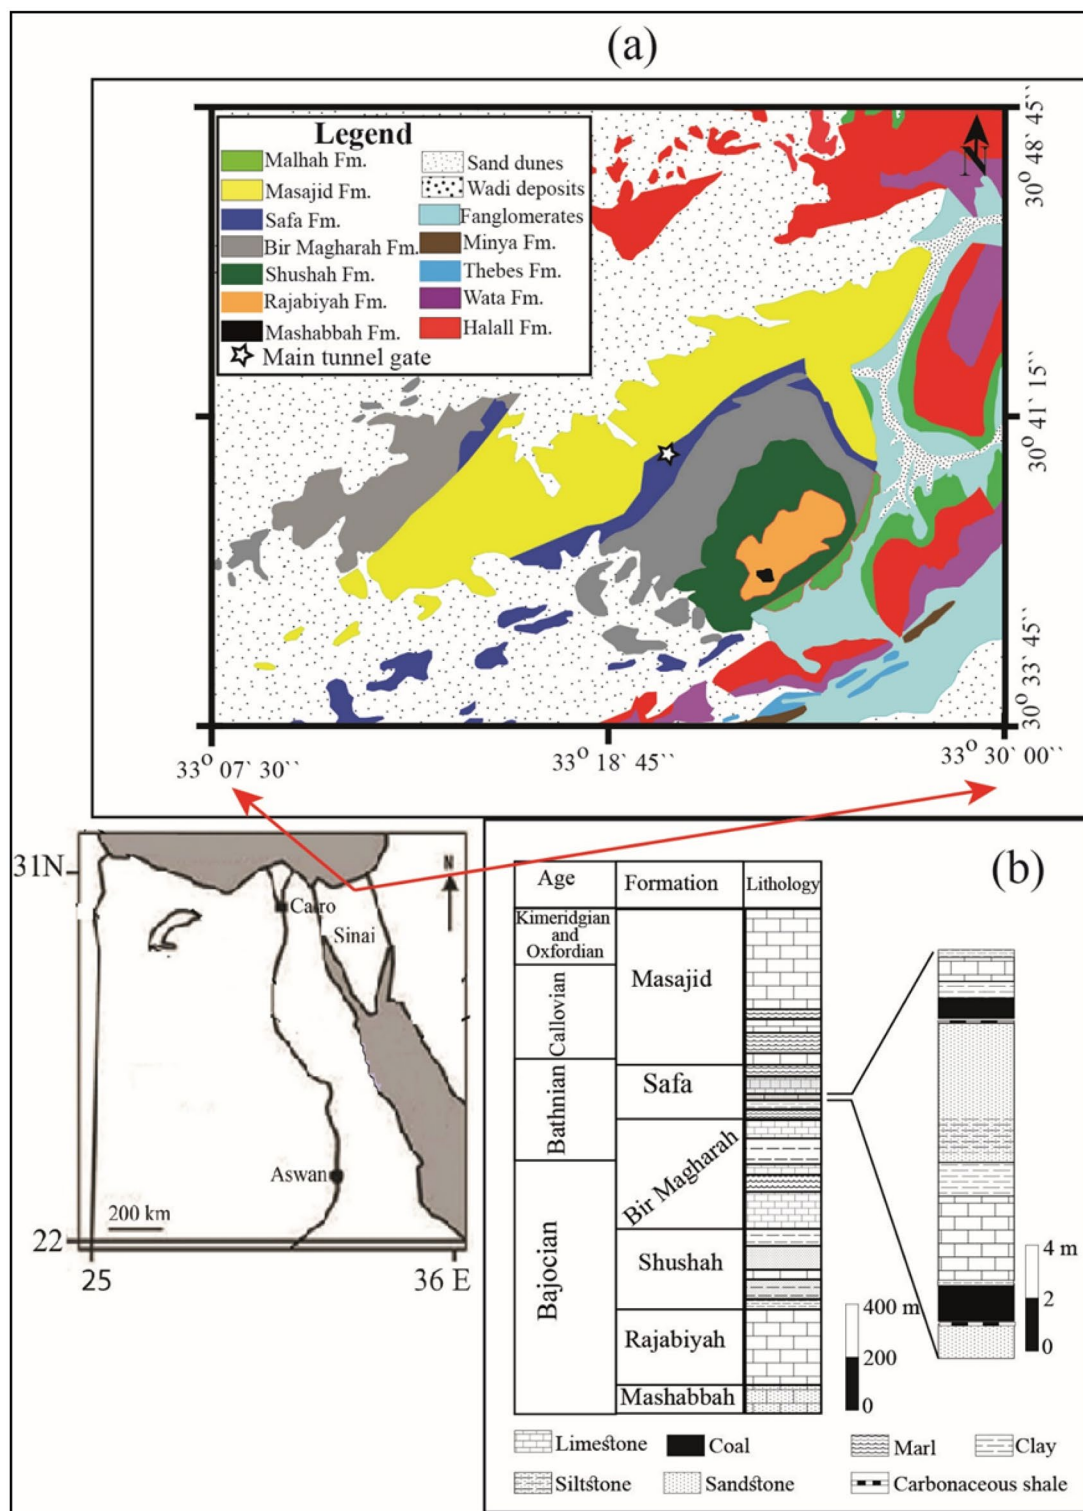 (a)
Legend
Malhah Fm.
Masajid Fm.
Safa Fm.
Bir Magharah Fm.
Shushah Fm.
Rajabiyah Fm.
Mashabbah Fm.
Main tunnel gate
Sand dunes
Wadi deposits
Fanglomerates
Minya Fm.
Thebes Fm.
Wata Fm.
Halall Fm.
N
30° 48` 45``
30° 41` 15``
30° 33` 45``
33° 07` 30``
33° 18` 45``
33° 30` 00``
31N
22
25
36 E
N
Cairo
Sinai
Aswan
200 km
(b)
Age
Formation
Lithology
Kimeridgian
and
Oxfordian
Callovian
Bathnian
Bajocian
Masajid
Safa
Bir Magharah
Shushah
Rajabiyah
Mashabbah
400 m
200
0
4 m
2
0
Limestone
Coal
Marl
Clay
Siltstone
Sandstone
Carbonaceous shale